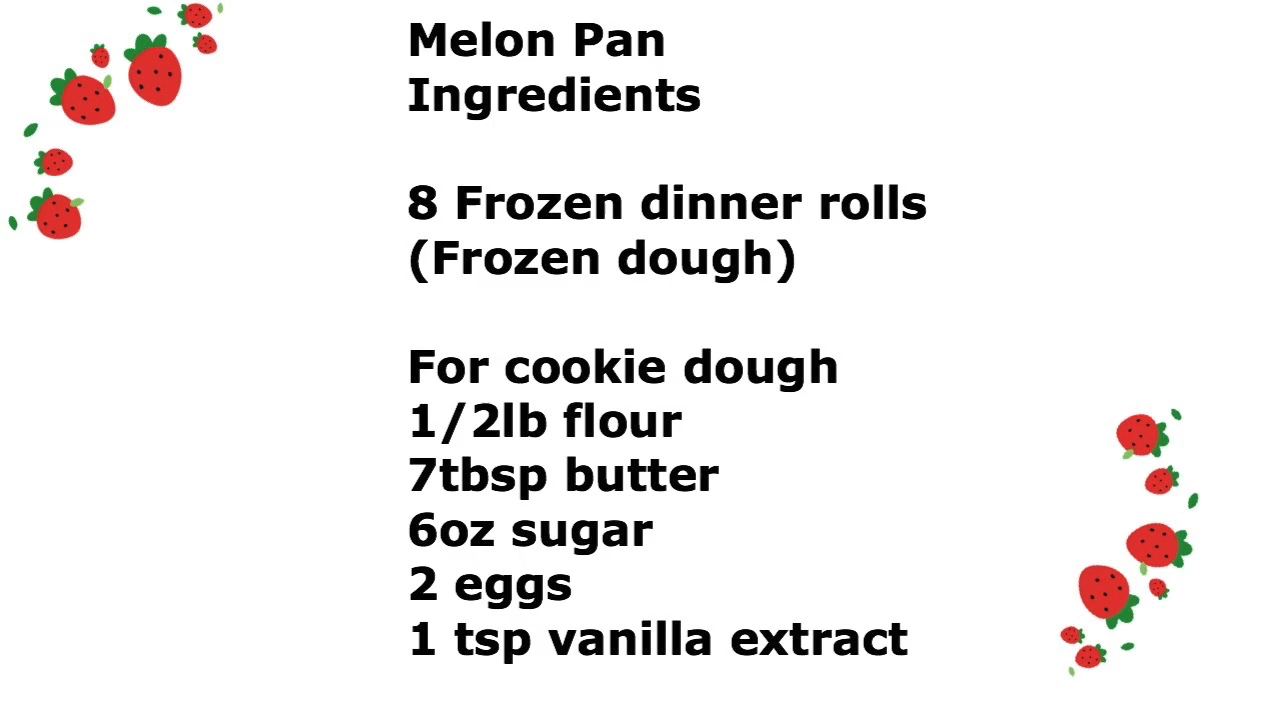 Melon Pan
Ingredients
8 Frozen dinner rolls
(Frozen dough)
For cookie dough
1/2lb flour
7tbsp butter
6oz sugar
2 eggs
1 tsp vanilla extract